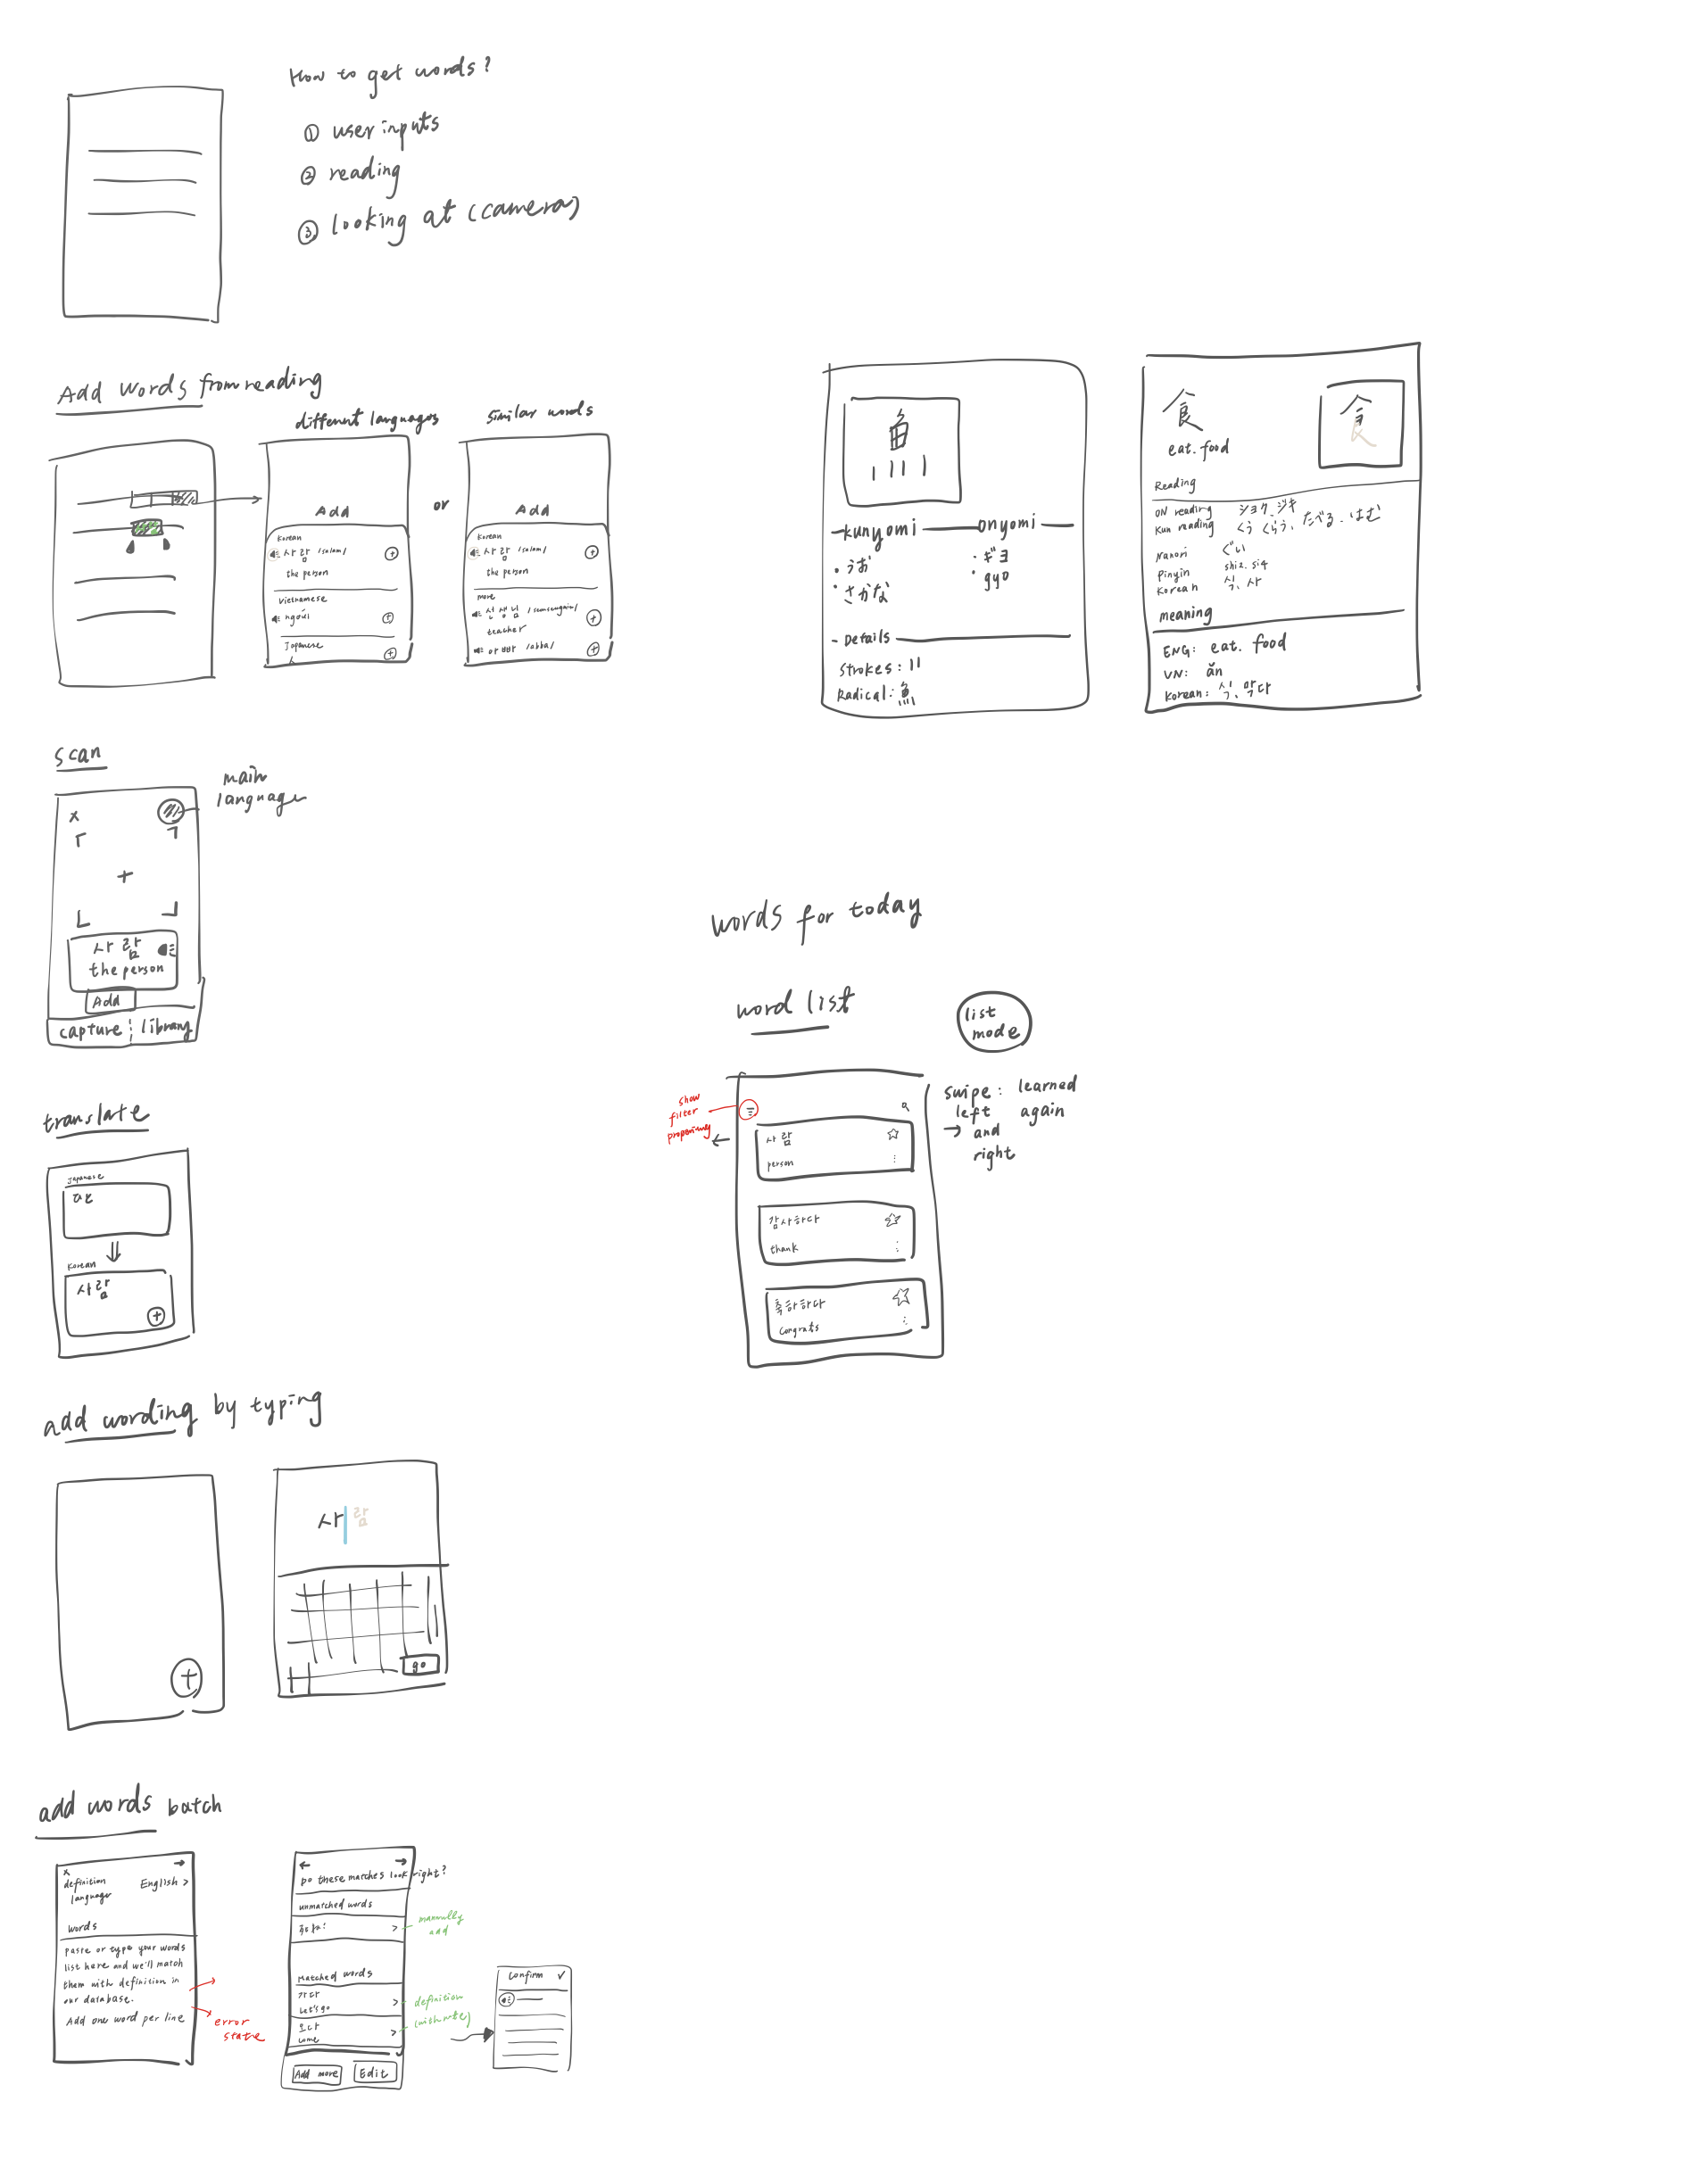 How to get words?
① user inputs
② reading
③ looking at (camera)
Add words from reading
different languages
similar words
or
Add
Korean
사람 /salam/
the person
Vietnamese
người
Japanese
Add
Korean
사람 /salam/
the person
more
선생님
teacher
아빠 /abba/
魚
kunyomi
onyomi
・うお
・さかな
・ギョ
・gyo
- Details
Strokes: 11
Radical: 魚
食
食
eat. food
Reading
ON reading ショク、ジキ
Kun reading くう くらう、たべる、はむ
Nanori ぐい
Pinyin
Korean 식, 사
meaning
ENG: eat. food
VN: ăn
Korean: 식,
scan
main
language
x
사람
the person
Add
capture
library
translate
Japanese
ひと
Korean
사람
words for today
word list
list
mode
show
filter
사람
person
감사하다
thank
축하하다
congrats
swipe: learned
left again
→ and
right
add wording by typing
사람
go
add words batch
x
→
definition
language
English >
words
paste or type your words
list here and we'll match
them with definition in
our database.
Add one word per line
error
state
←
→
Do these matches look right?
unmatched words
>
manually
add
Matched words
가다
Let's go
>
definition
오다
come
>
Add more
Edit
Confirm ✓